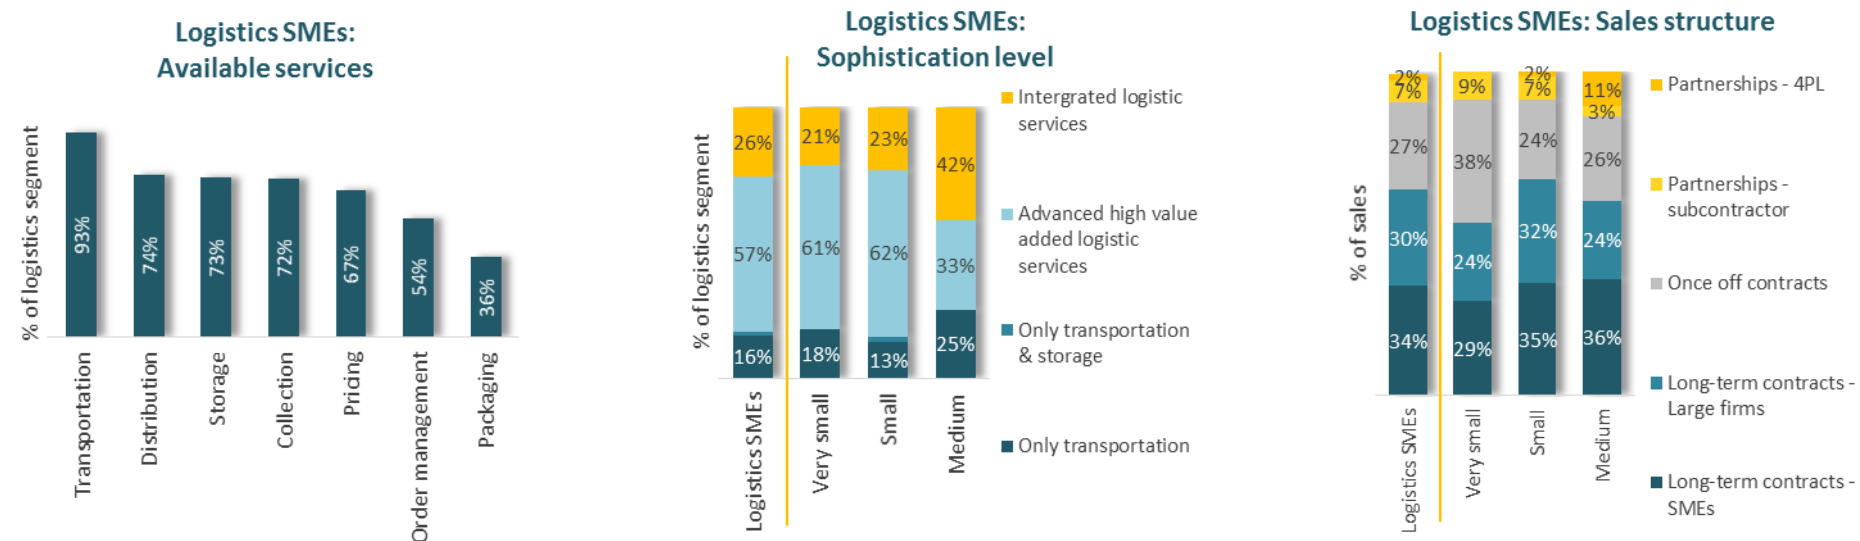 Logistics SMEs:
Available services
% of logistics segment
93%
74%
73%
72%
67%
54%
36%
Transportation
Distribution
Storage
Collection
Pricing
Order management
Packaging
Logistics SMEs:
Sophistication level
% of logistics segment
26%
21%
23%
42%
57%
61%
62%
33%
16%
18%
13%
25%
Logistics SMEs
Very small
Small
Medium
Intergrated logistic
services
Advanced high value
added logistic
services
Only transportation
& storage
Only transportation
Logistics SMEs: Sales structure
% of sales
2%
7%
9%
2%
7%
11%
3%
27%
38%
24%
26%
30%
24%
32%
24%
34%
29%
35%
36%
Logistics SMEs
Very small
Small
Medium
Partnerships - 4PL
Partnerships -
subcontractor
Once off contracts
Long-term contracts -
Large firms
Long-term contracts -
SMEs